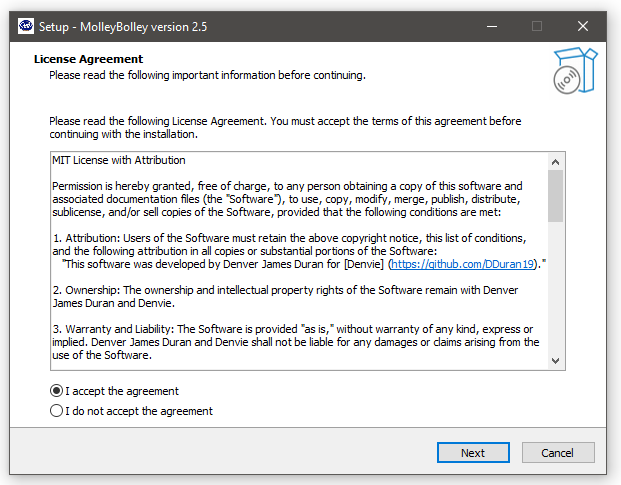 Setup - MolleyBolley version 2.5
License Agreement
Please read the following important information before continuing.
Please read the following License Agreement. You must accept the terms of this agreement before
continuing with the installation.
MIT License with Attribution
Permission is hereby granted, free of charge, to any person obtaining a copy of this software and
associated documentation files (the "Software"), to use, copy, modify, merge, publish, distribute,
sublicense, and/or sell copies of the Software, provided that the following conditions are met:
1. Attribution: Users of the Software must retain the above copyright notice, this list of conditions,
and the following attribution in all copies or substantial portions of the Software:
"This software was developed by Denver James Duran for [Denvie] (https://github.com/DDuran19)."
2. Ownership: The ownership and intellectual property rights of the Software remain with Denver
James Duran and Denvie.
3. Warranty and Liability: The Software is provided "as is," without warranty of any kind, express or
implied. Denver James Duran and Denvie shall not be liable for any damages or claims arising from the
use of the Software.
I accept the agreement
I do not accept the agreement
Next
Cancel